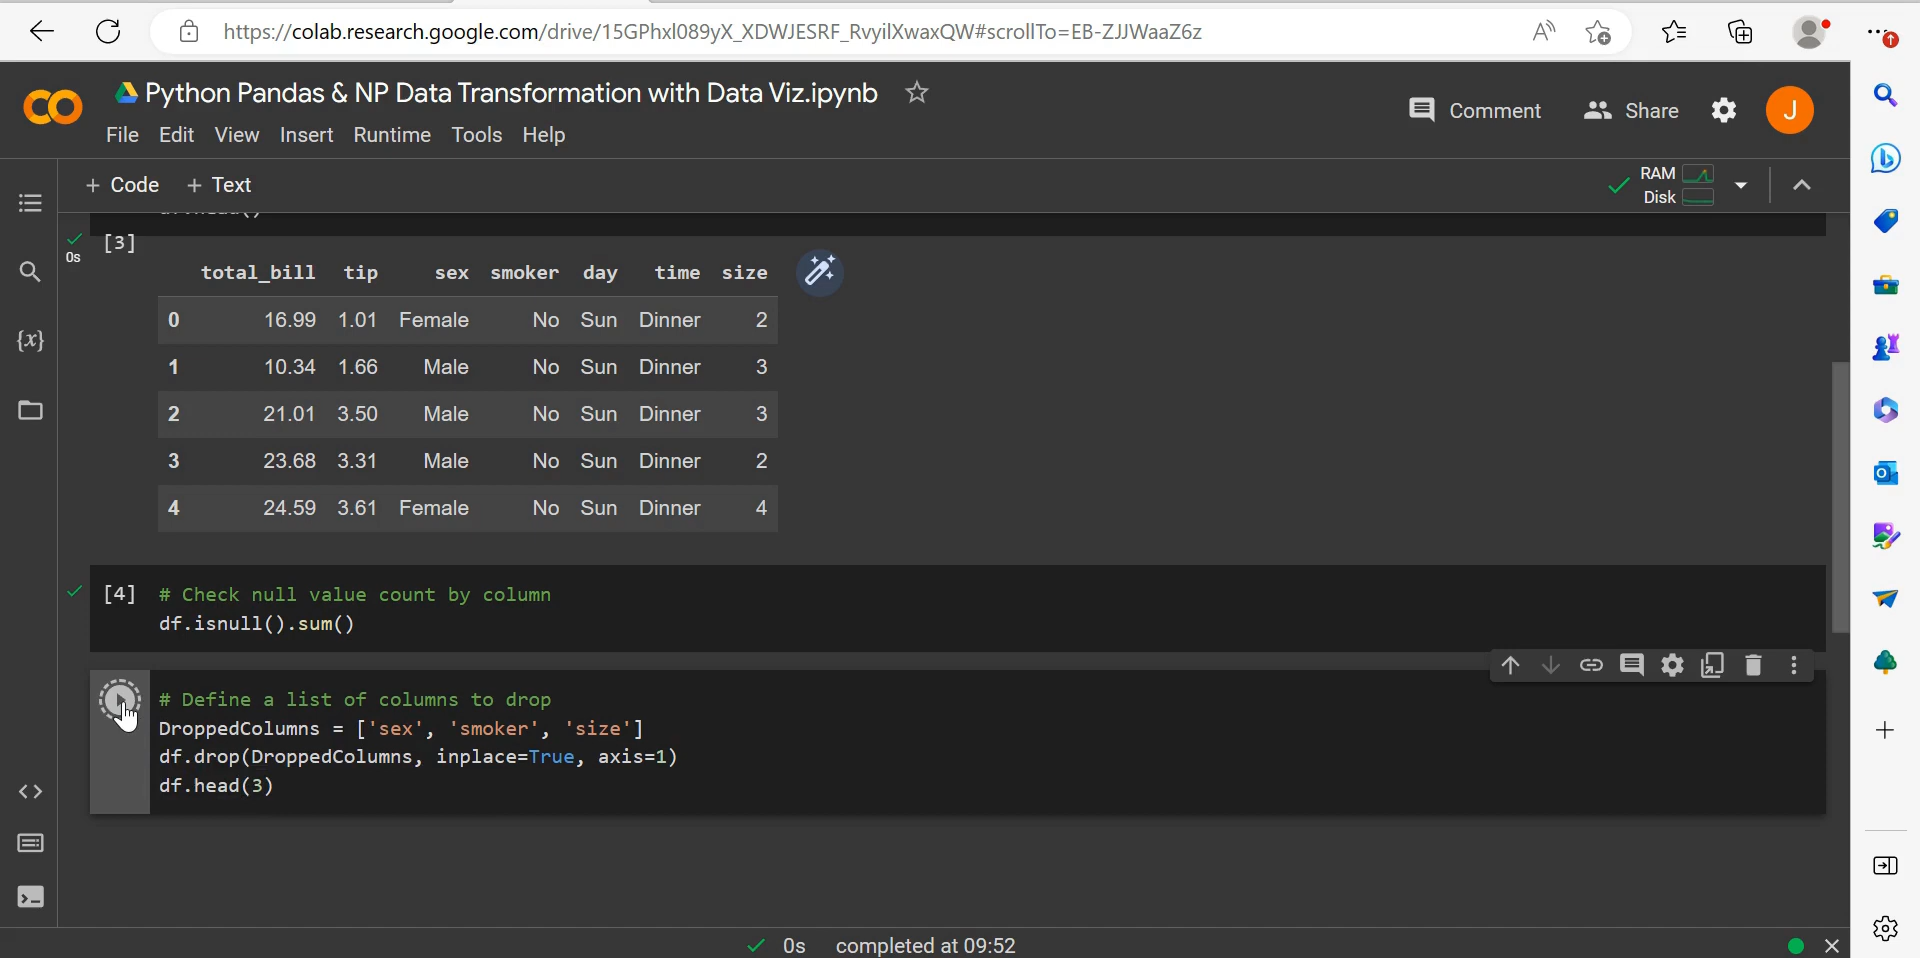 https://colab.research.google.com/drive/15GPhxl089yX_XDWJESRF_RvyilXwaxQW#scrollTo=EB-ZJJWaaZ6z
Python Pandas & NP Data Transformation with Data Viz.ipynb
Comment Share J
File Edit View Insert Runtime Tools Help
+ Code + Text
RAM
Disk
[3]
0s
total_bill tip sex smoker day time size
0 16.99 1.01 Female No Sun Dinner 2
1 10.34 1.66 Male No Sun Dinner 3
2 21.01 3.50 Male No Sun Dinner 3
3 23.68 3.31 Male No Sun Dinner 2
4 24.59 3.61 Female No Sun Dinner 4
[4] # Check null value count by column
df.isnull().sum()
# Define a list of columns to drop
DroppedColumns = ['sex', 'smoker', 'size']
df.drop(DroppedColumns, inplace=True, axis=1)
df.head(3)
0s completed at 09:52